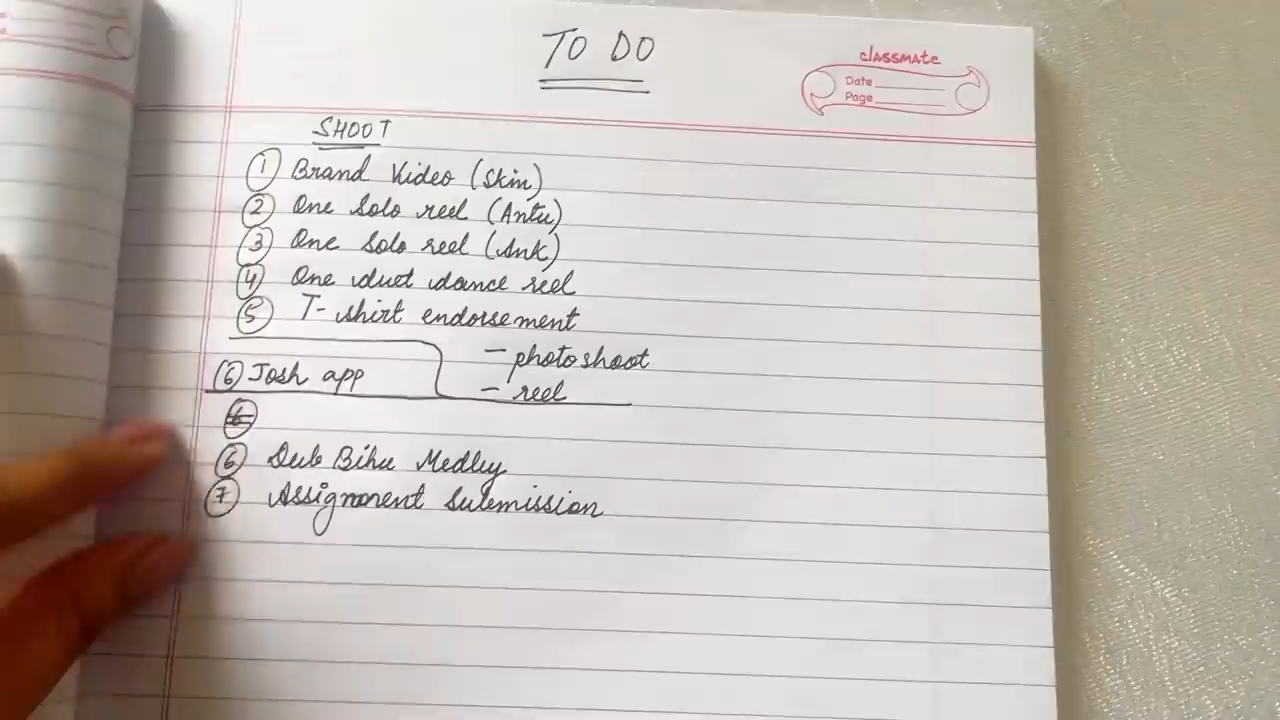 TO DO
classmate
Date
Page
SHOOT
1 Brand Video (Skin)
2 One Solo reel (Antu)
3 One Solo reel (Ank)
4 One duet dance reel
5 T-shirt endorsement
- photoshoot
6 Josh app
- reel
6
6 Dub Bihu Medley
7 Assignment Submission